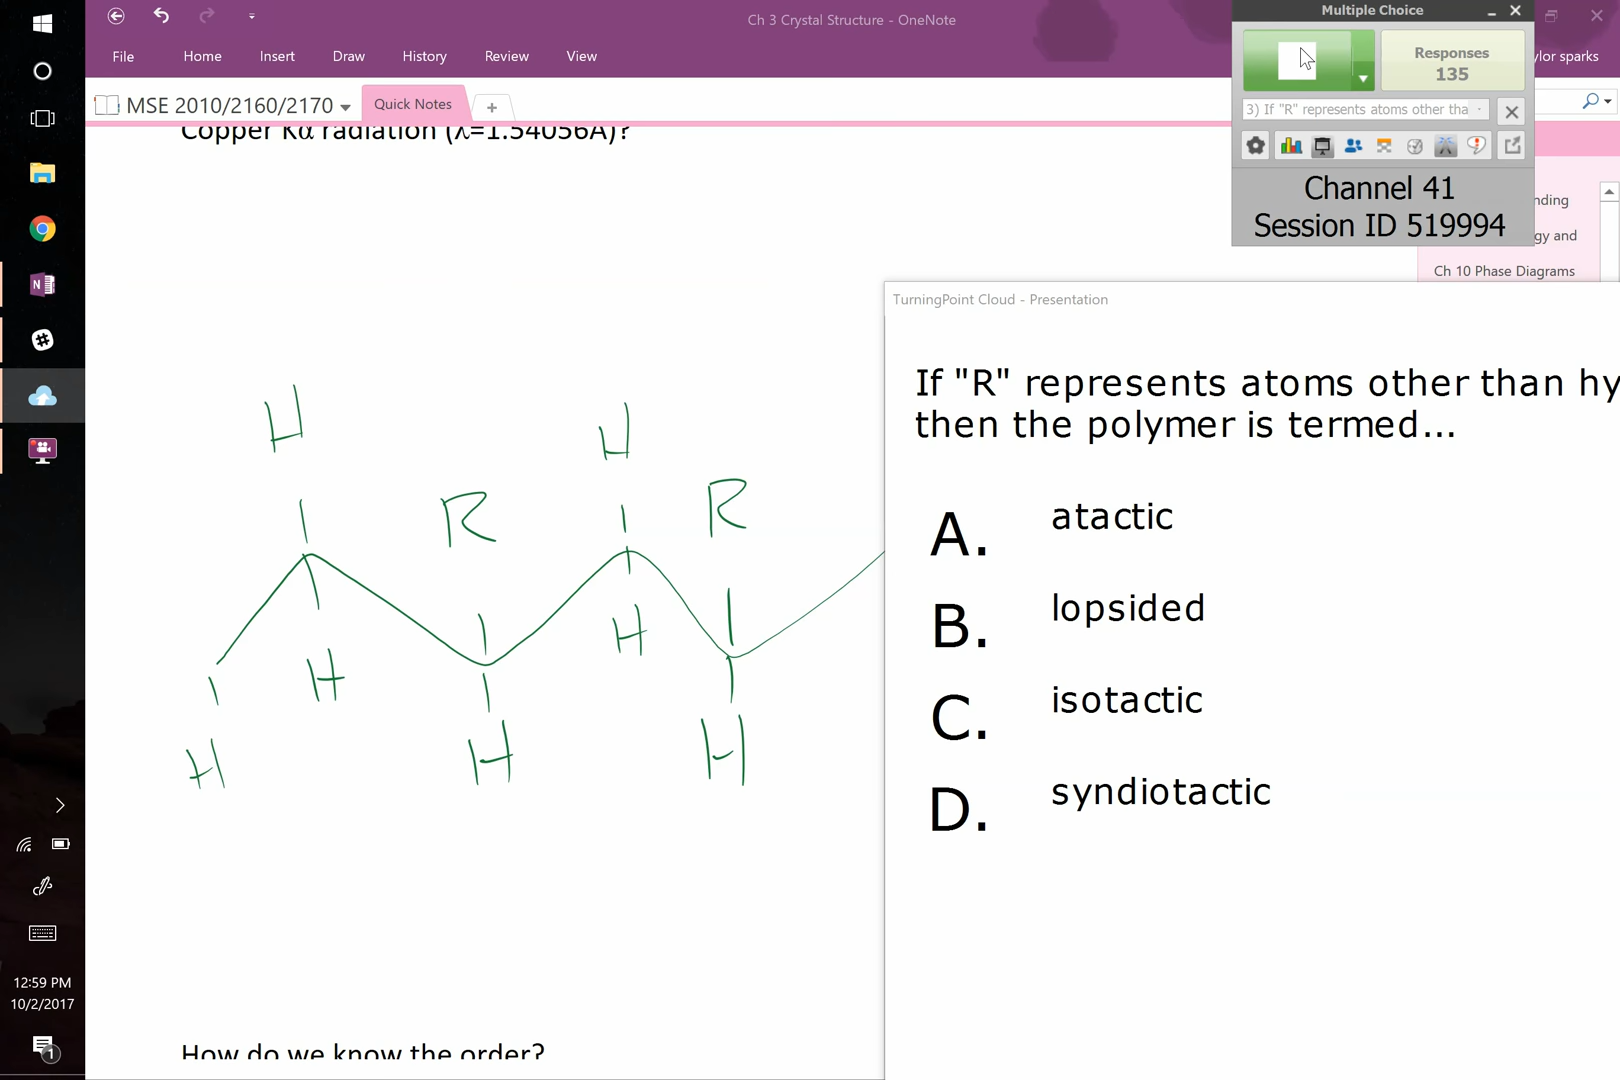 Ch 3 Crystal Structure - OneNote
Multiple Choice
File Home Insert Draw History Review View
Responses
135
ylor sparks
MSE 2010/2160/2170
Quick Notes
+
3) If "R" represents atoms other tha
Copper Kα radiation (λ=1.54056A)?
Channel 41
Session ID 519994
nding
gy and
Ch 10 Phase Diagrams
TurningPoint Cloud - Presentation
If "R" represents atoms other than hy
then the polymer is termed...
A. atactic
B. lopsided
C. isotactic
D. syndiotactic
H H
R R
H H
H H H
How do we know the order?
12:59 PM
10/2/2017
1